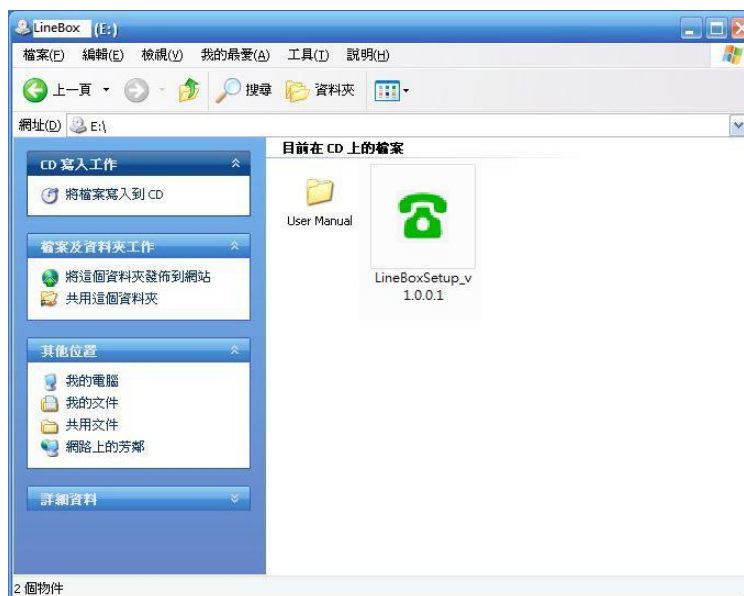 LineBox (E:)
檔案(F) 編輯(E) 檢視(V) 我的最愛(A) 工具(T) 說明(H)
上一頁 搜尋 資料夾
網址(D) E:\
CD 寫入工作
將檔案寫入到 CD
檔案及資料夾工作
將這個資料夾發佈到網站
共用這個資料夾
其他位置
我的電腦
我的文件
共用文件
網路上的芳鄰
詳細資料
目前在 CD 上的檔案
User Manual
LineBoxSetup_v
1.0.0.1
2 個物件